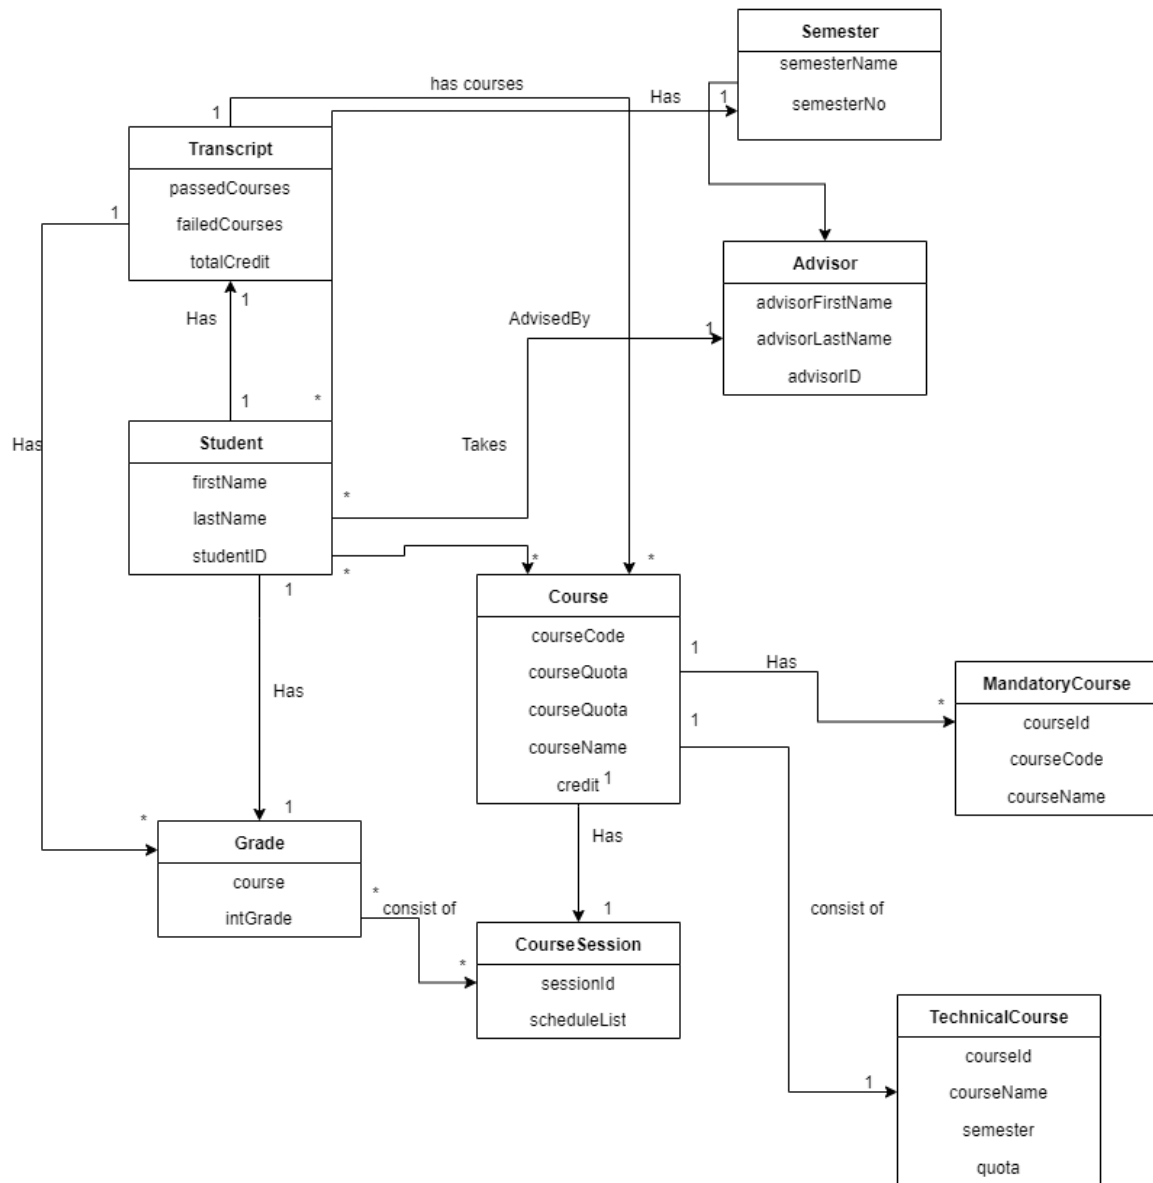 Semester
semesterName
semesterNo
has courses
Has
1
1
Transcript
passedCourses
failedCourses
totalCredit
1
1
Has
Advisor
advisorFirstName
advisorLastName
advisorID
AdvisedBy
1
1
*
Has
Student
firstName
lastName
studentID
Takes
*
*
*
*
1
Course
courseCode
courseQuota
courseQuota
courseName
credit
1
1
1
Has
*
MandatoryCourse
courseId
courseCode
courseName
Has
1
*
Grade
course
intGrade
*
consist of
*
Has
1
CourseSession
sessionId
scheduleList
consist of
1
TechnicalCourse
courseId
courseName
semester
quota